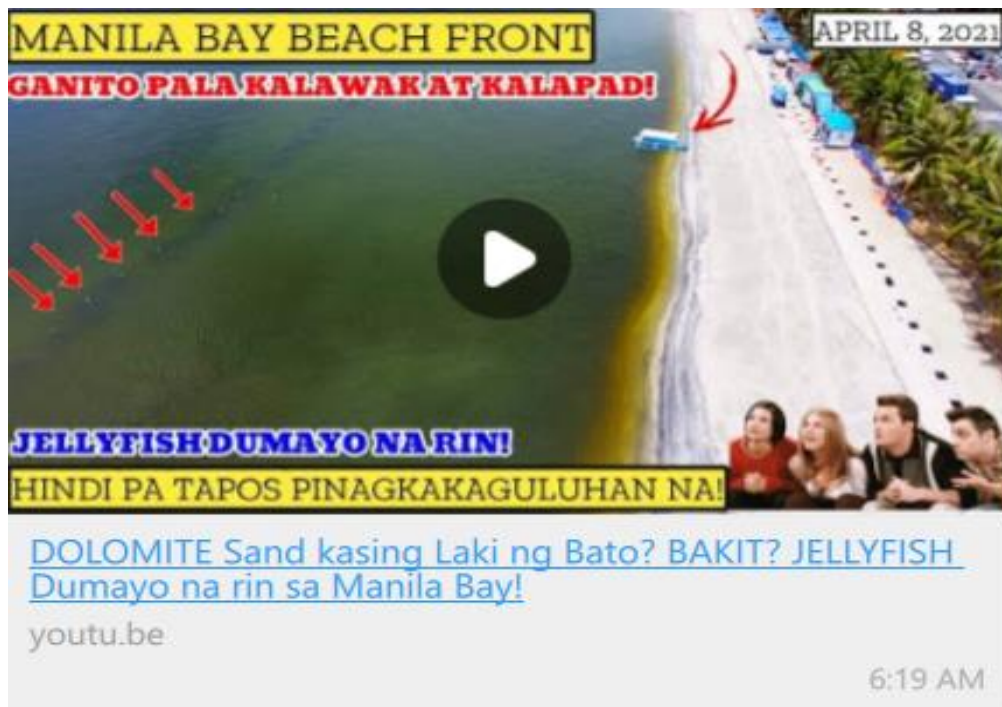 MANILA BAY BEACH FRONT
APRIL 8, 2021
GANITO PALA KALAWAK AT KALAPAD!
JELLYFISH DUMAYO NA RIN!
HINDI PA TAPOS PINAGKAKAGULUHAN NA!
DOLOMITE Sand kasing Laki ng Bato? BAKIT? JELLYFISH
Dumayo na rin sa Manila Bay!
youtu.be
6:19 AM